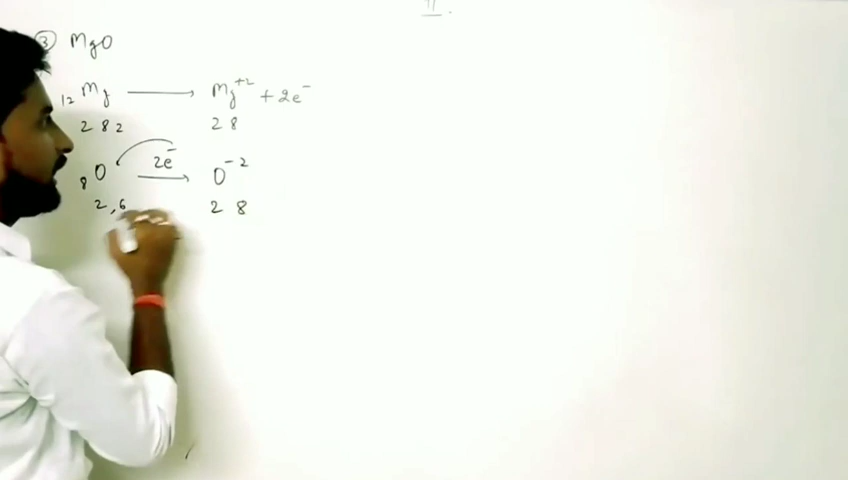 ③ MgO
₁₂Mg ⟶ Mg⁺² + 2e⁻
2 8 2 2 8
2e⁻
₈O ⟶ O⁻²
2,6 2 8